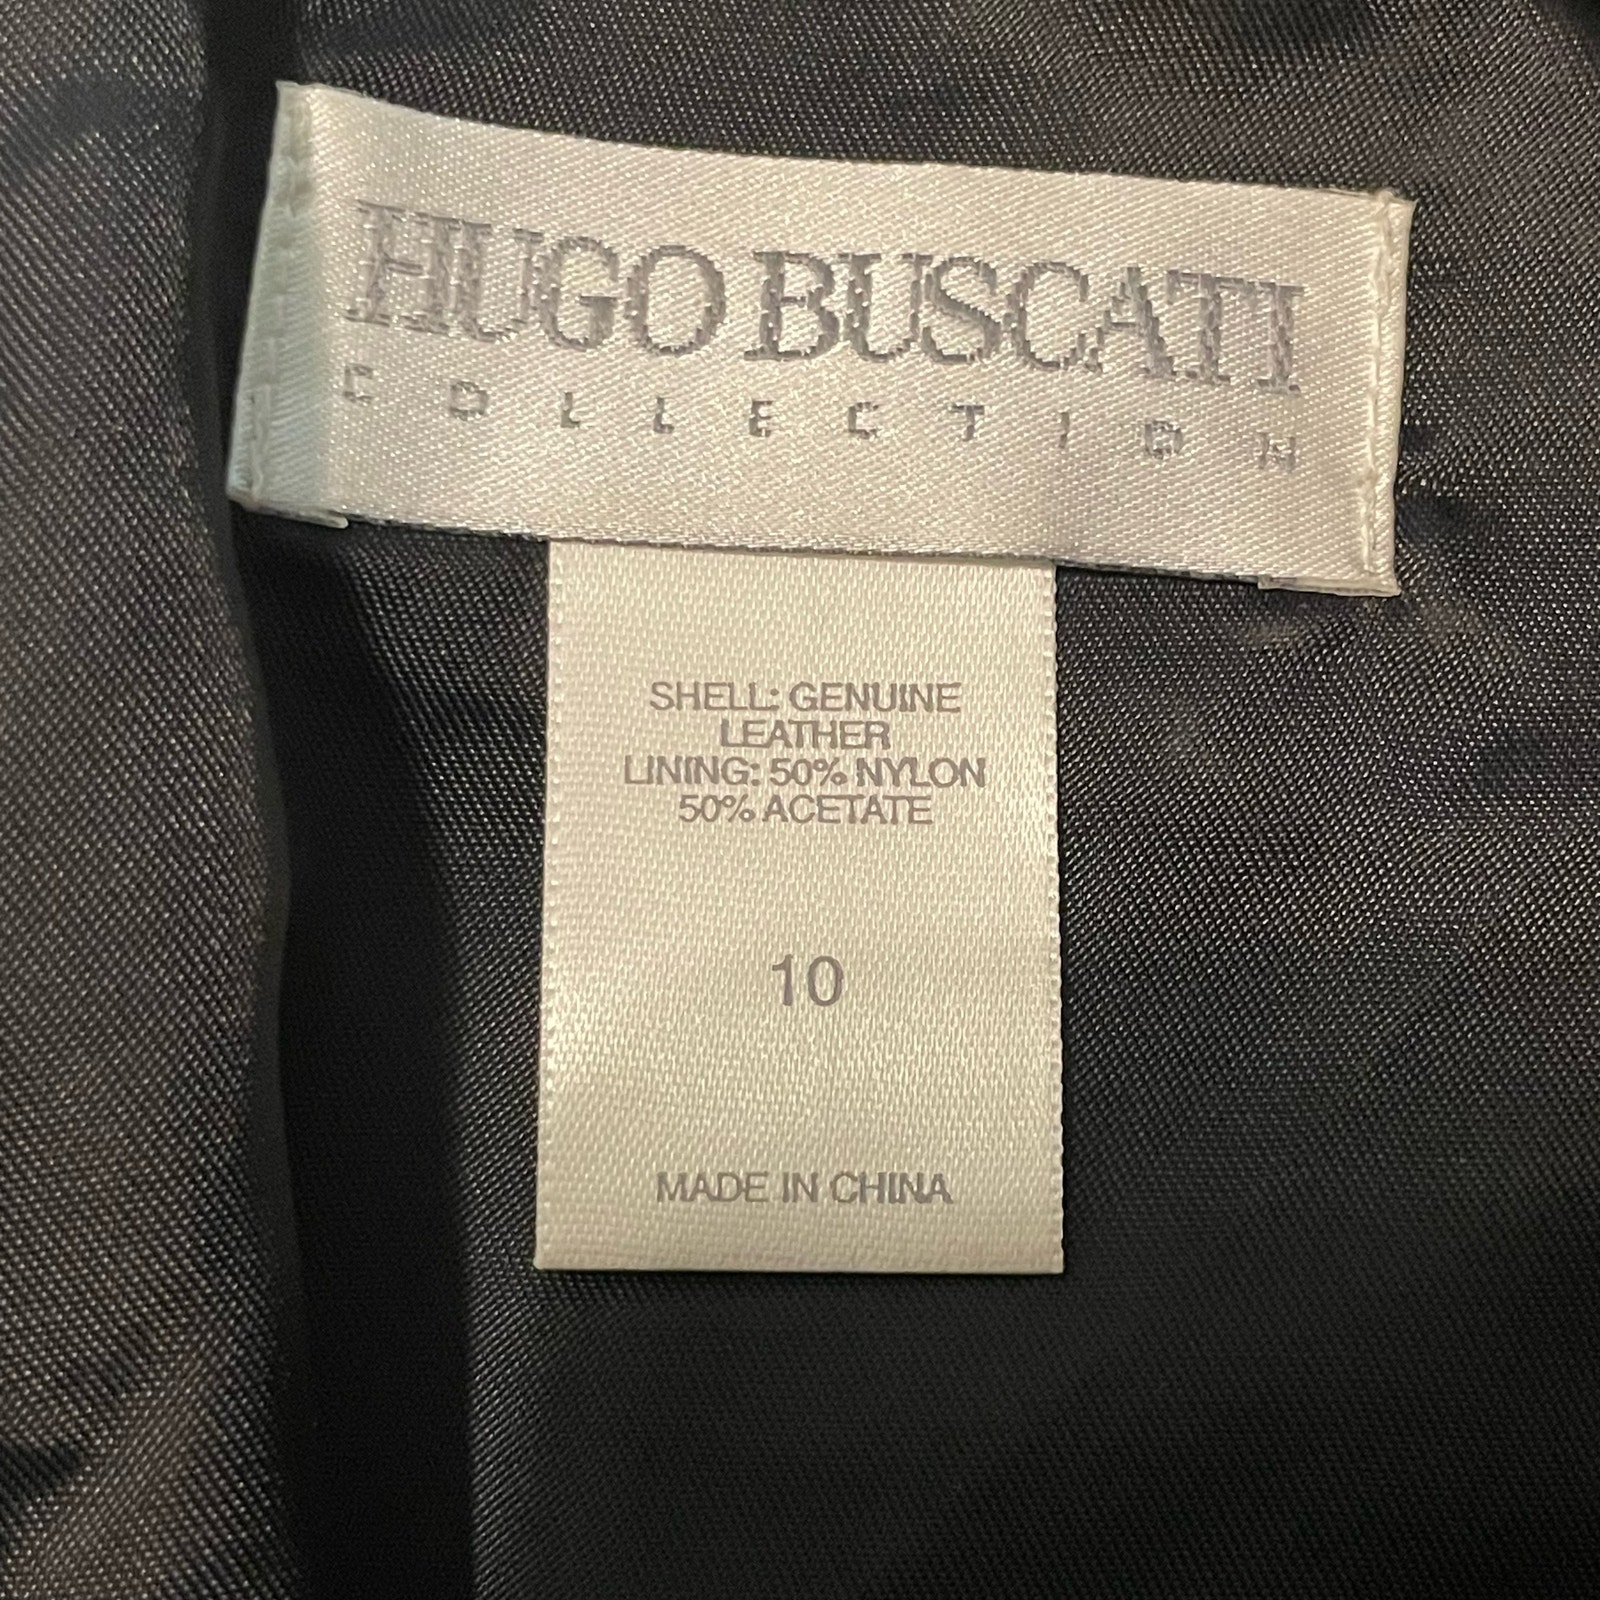 HUGO BUSCATI
COLLECTION
SHELL: GENUINE
LEATHER
LINING: 50% NYLON
50% ACETATE
10
MADE IN CHINA